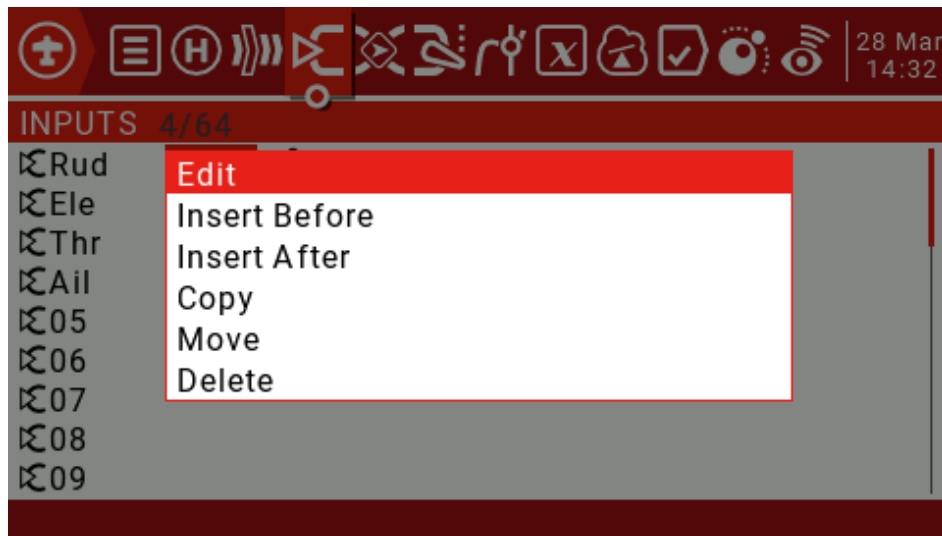 28 Mar
14:32
INPUTS 4/64
Rud
Edit
Ele
Insert Before
Thr
Insert After
Ail
Copy
05
Move
06
Delete
07
08
09